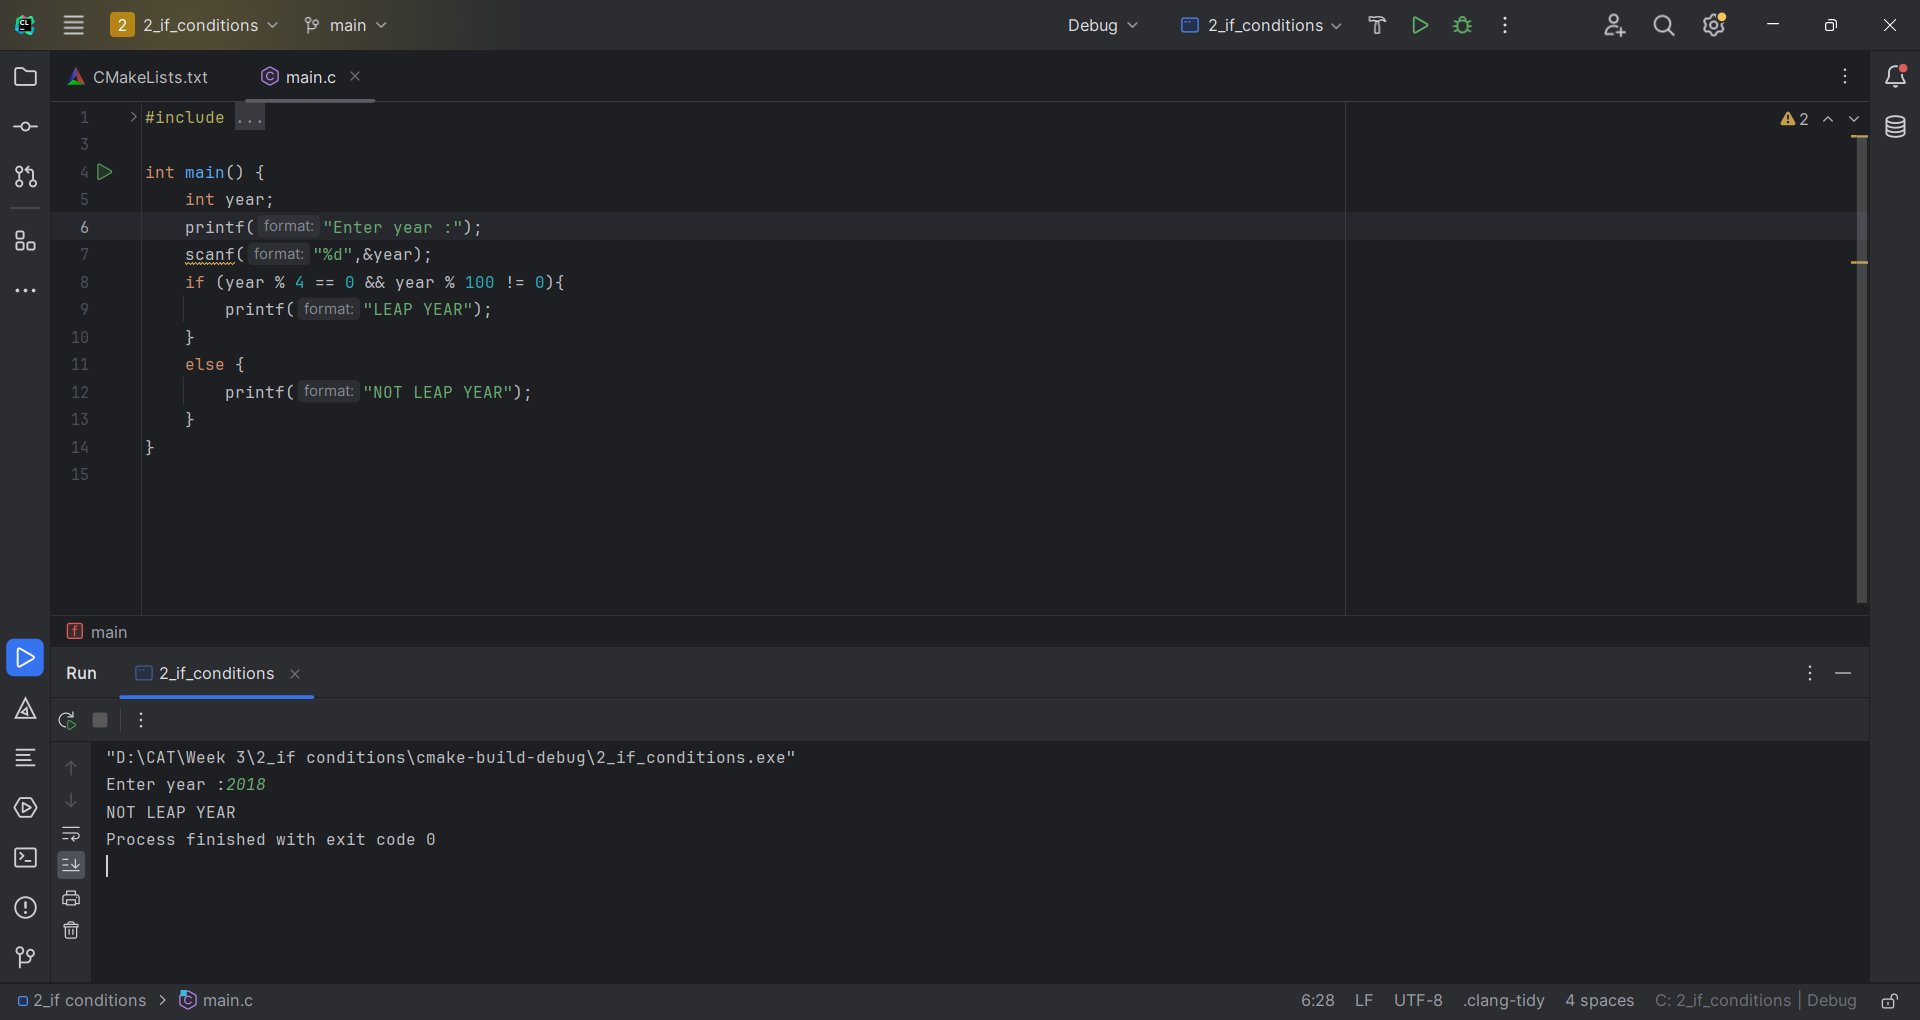 2 2_if_conditions main Debug 2_if_conditions
CMakeLists.txt main.c
1 #include ...
2
3
4 int main() {
5 int year;
6 printf( format: "Enter year :");
7 scanf( format: "%d",&year);
8 if (year % 4 == 0 && year % 100 != 0){
9 printf( format: "LEAP YEAR");
10 }
11 else {
12 printf( format: "NOT LEAP YEAR");
13 }
14 }
15
f main
Run 2_if_conditions
"D:\CAT\Week 3\2_if conditions\cmake-build-debug\2_if_conditions.exe"
Enter year :2018
NOT LEAP YEAR
Process finished with exit code 0
2_if conditions > main.c 6:28 LF UTF-8 .clang-tidy 4 spaces C: 2_if_conditions | Debug